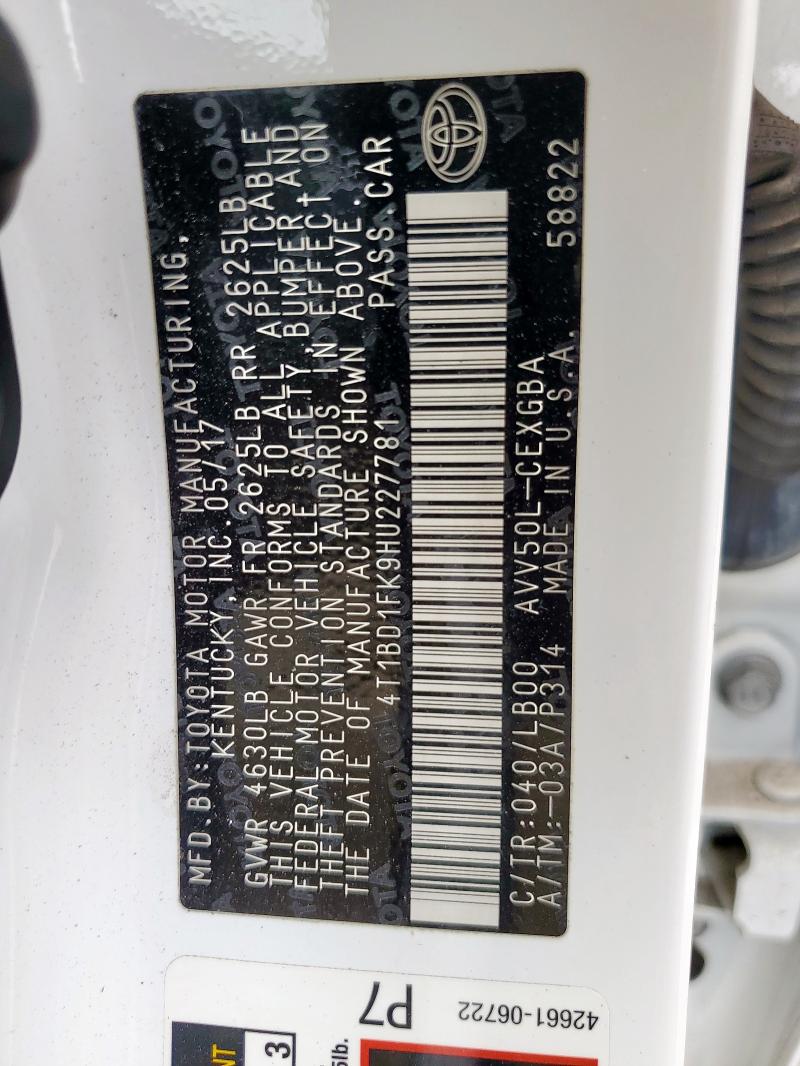 MFD.BY:TOYOTA MOTOR MANUFACTURING,
KENTUCKY,INC.05/17
GVWR 4630LB GAWR FR 2625LB RR 2625LB
THIS VEHICLE CONFORMS TO ALL APPLICABLE
FEDERAL MOTOR VEHICLE SAFETY,BUMPER,AND
THEFT PREVENTION STANDARDS IN EFFECT ON
THE DATE OF MANUFACTURE SHOWN ABOVE.
4T1BD1FK9HU227781 PASS.CAR
C/TR:040/LB00 AVV50L-CEXGBA
A/TM:-03A/P314 MADE IN U.S.A. 58822
P7
42661-06722
3